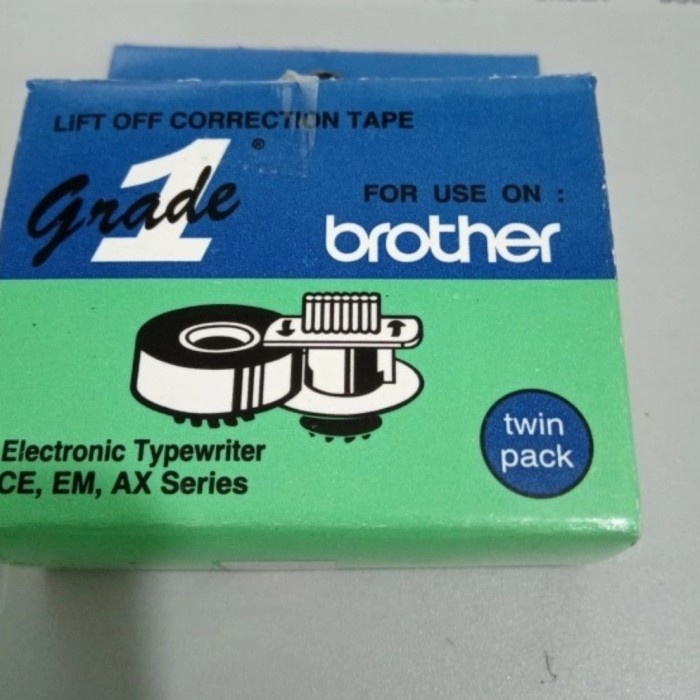 LIFT OFF CORRECTION TAPE
Grade 1 ®
FOR USE ON :
brother
Electronic Typewriter
CE, EM, AX Series
twin
pack